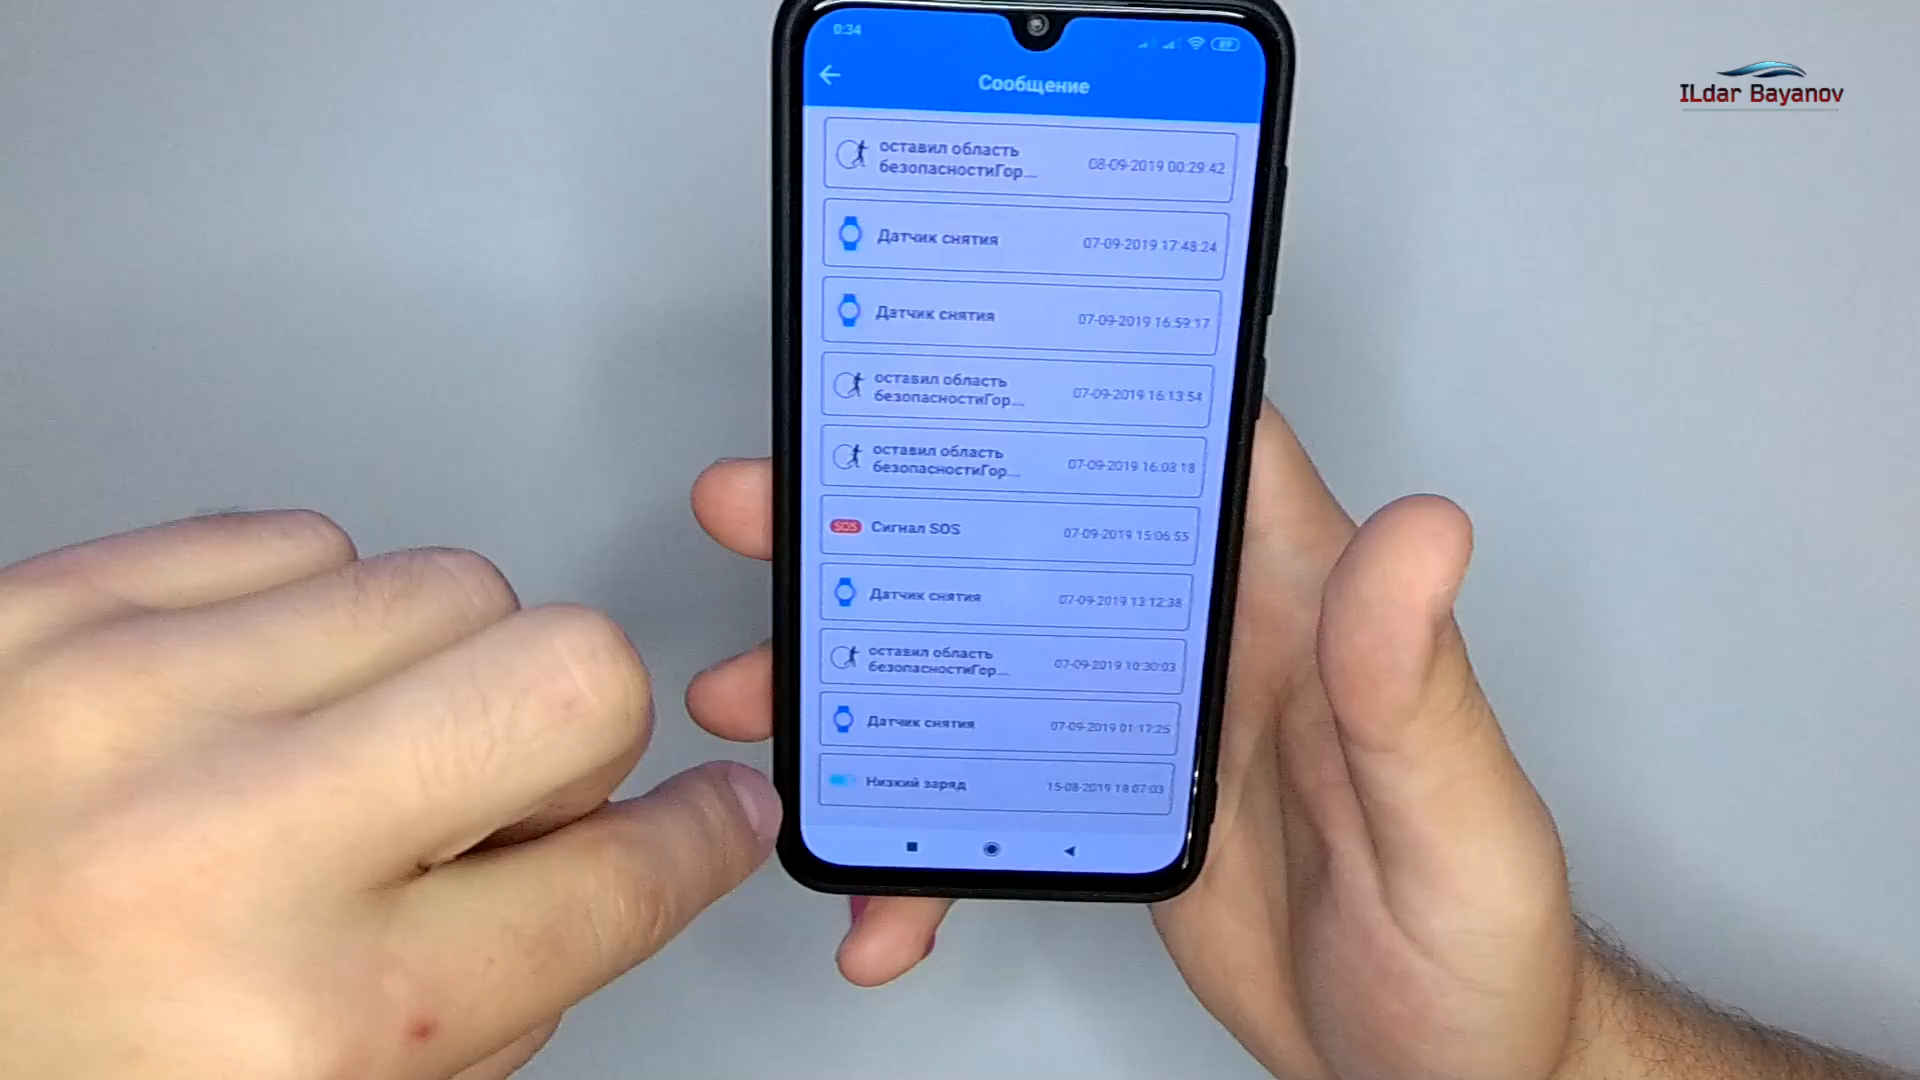 0:34
89
Сообщение
ILdar Bayanov
оставил область
безопасностиГор...
08-09-2019 00:29:42
Датчик снятия
07-09-2019 17:48:24
Датчик снятия
07-09-2019 16:59:17
оставил область
безопасностиГор...
07-09-2019 16:13:54
оставил область
безопасностиГор...
07-09-2019 16:03:18
SOS
Сигнал SOS
07-09-2019 15:06:55
Датчик снятия
07-09-2019 13:12:38
оставил область
безопасностиГор...
07-09-2019 10:30:03
Датчик снятия
07-09-2019 01:17:25
Низкий заряд
15-08-2019 18:07:03